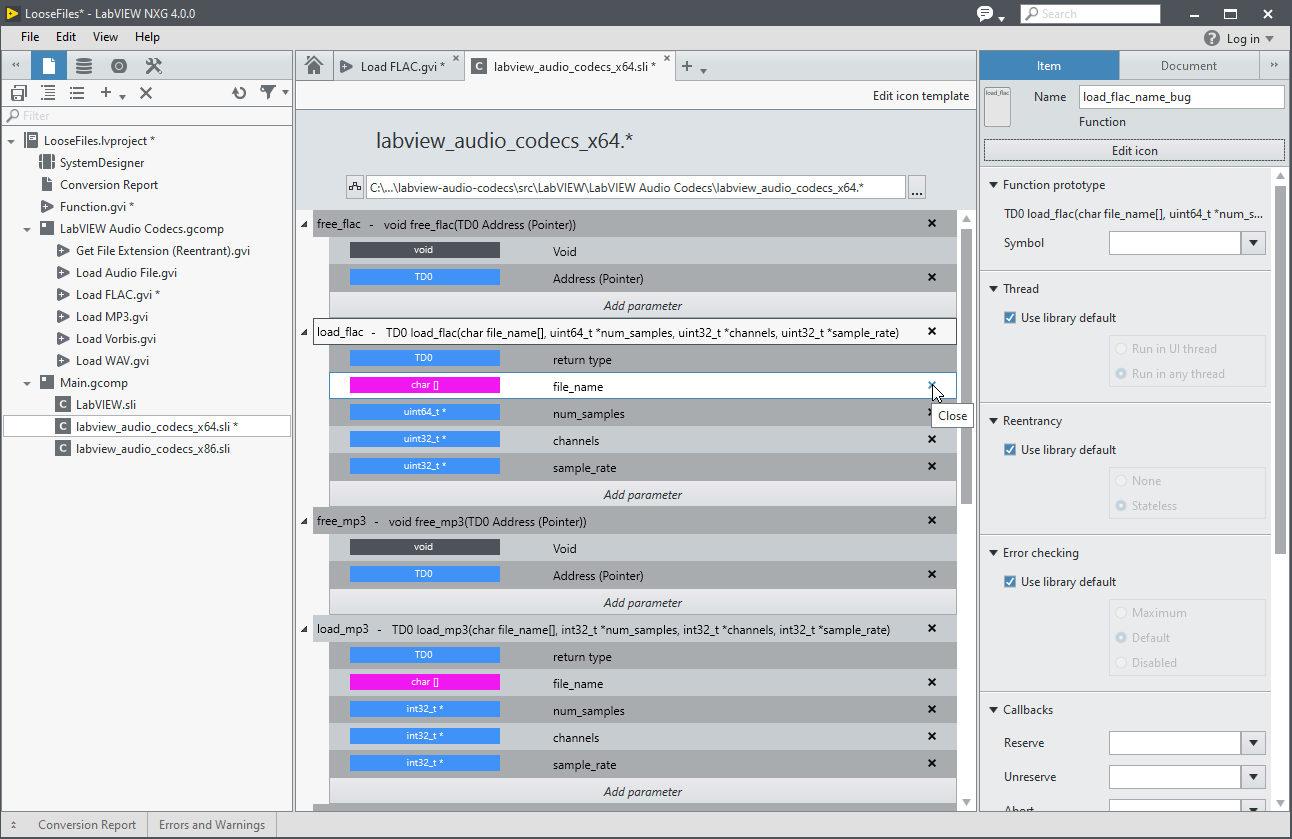 LooseFiles* - LabVIEW NXG 4.0.0
Search
File Edit View Help
Log in
Load FLAC.gvi *
labview_audio_codecs_x64.sli *
Item
Document
Edit icon template
load_flac
Name
load_flac_name_bug
Function
Edit icon
Filter
LooseFiles.lvproject *
SystemDesigner
Conversion Report
Function.gvi *
LabVIEW Audio Codecs.gcomp
Get File Extension (Reentrant).gvi
Load Audio File.gvi
Load FLAC.gvi *
Load MP3.gvi
Load Vorbis.gvi
Load WAV.gvi
Main.gcomp
LabVIEW.sli
labview_audio_codecs_x64.sli *
labview_audio_codecs_x86.sli
labview_audio_codecs_x64.*
C:\...\labview-audio-codecs\src\LabVIEW\LabVIEW Audio Codecs\labview_audio_codecs_x64.*
...
free_flac - void free_flac(TD0 Address (Pointer))
void Void
TD0 Address (Pointer)
Add parameter
load_flac - TD0 load_flac(char file_name[], uint64_t *num_samples, uint32_t *channels, uint32_t *sample_rate)
TD0 return type
char [] file_name
Close
uint64_t * num_samples
uint32_t * channels
uint32_t * sample_rate
Add parameter
free_mp3 - void free_mp3(TD0 Address (Pointer))
void Void
TD0 Address (Pointer)
Add parameter
load_mp3 - TD0 load_mp3(char file_name[], int32_t *num_samples, int32_t *channels, int32_t *sample_rate)
TD0 return type
char [] file_name
int32_t * num_samples
int32_t * channels
int32_t * sample_rate
Add parameter
Function prototype
TD0 load_flac(char file_name[], uint64_t *num_s...
Symbol
Thread
Use library default
Run in UI thread
Run in any thread
Reentrancy
Use library default
None
Stateless
Error checking
Use library default
Maximum
Default
Disabled
Callbacks
Reserve
Unreserve
Abort
Conversion Report
Errors and Warnings